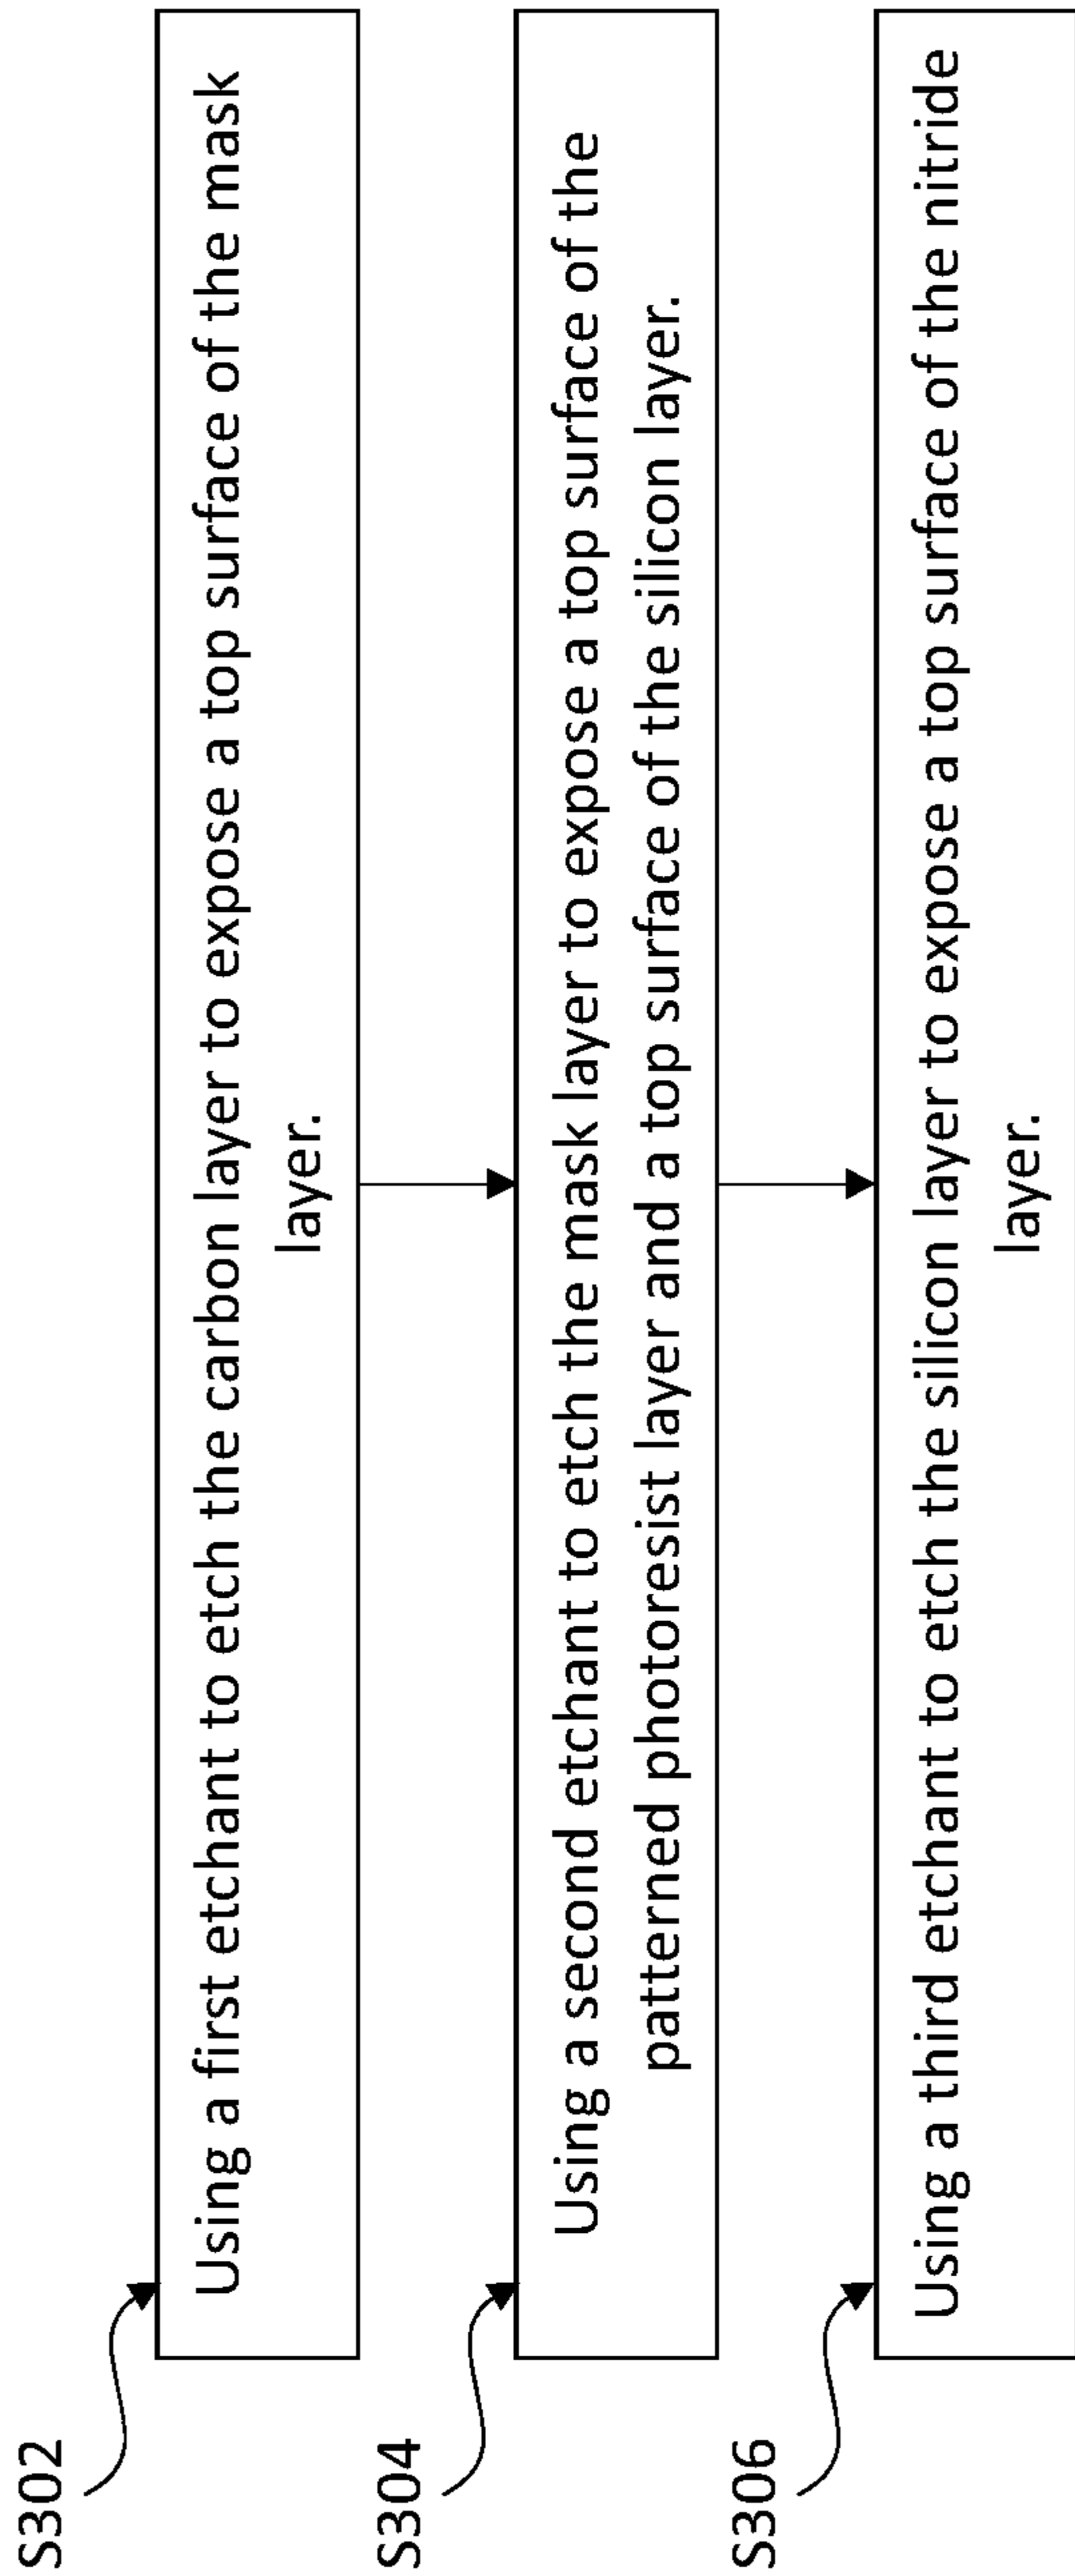 S302
Using a first etchant to etch the carbon layer to expose a top surface of the mask
layer.
S304
Using a second etchant to etch the mask layer to expose a top surface of the
patterned photoresist layer and a top surface of the silicon layer.
S306
Using a third etchant to etch the silicon layer to expose a top surface of the nitride
layer.